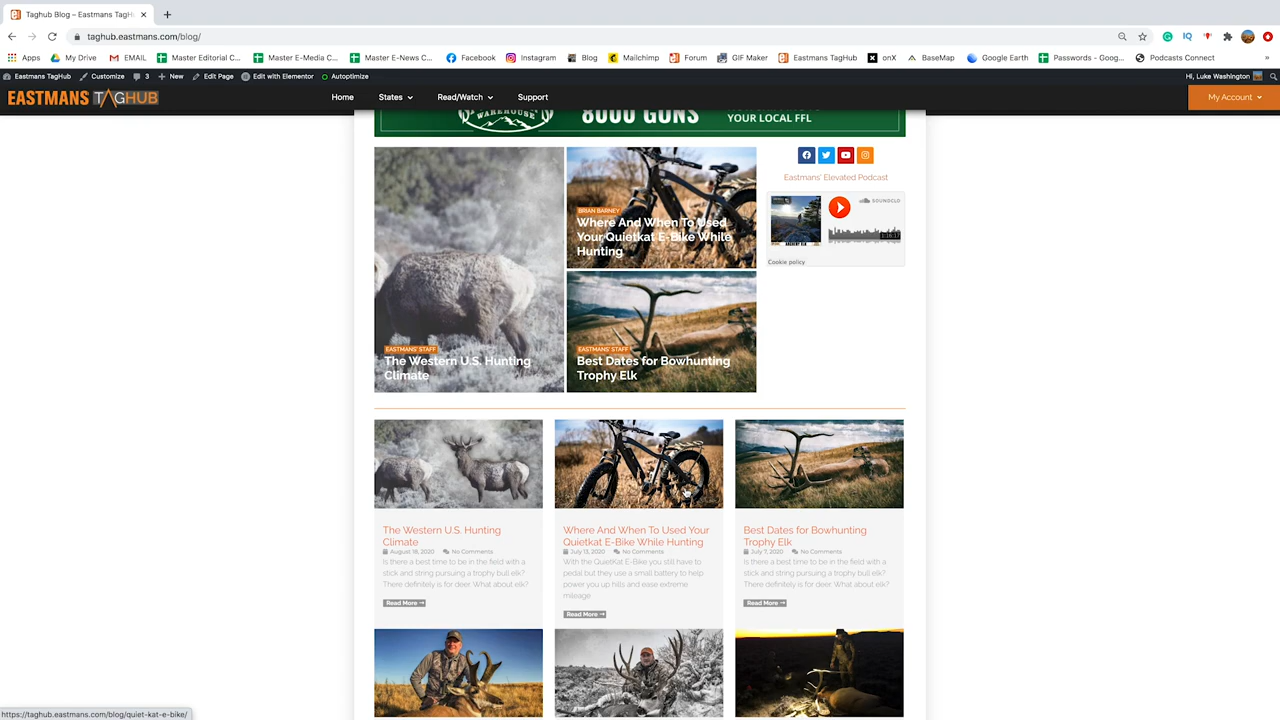 Taghub Blog – Eastmans TagHu
taghub.eastmans.com/blog/
Apps My Drive EMAIL Master Editorial C... Master E-Media C... Master E-News C... Facebook Instagram Blog Mailchimp Forum GIF Maker Eastmans TagHub onX BaseMap Google Earth Passwords - Goog... Podcasts Connect »
Eastmans TagHub Customize 3 New Edit Page Edit with Elementor Autoptimize Hi, Luke Washington
EASTMANS TAGHUB Home States Read/Watch Support My Account
WAREHOUSE
8000 GUNS
YOUR LOCAL FFL
BRIAN BARNEY
Where And When To Used
Your Quietkat E-Bike While
Hunting
EASTMANS' STAFF
The Western U.S. Hunting
Climate
EASTMANS' STAFF
Best Dates for Bowhunting
Trophy Elk
Eastmans' Elevated Podcast
SOUNDCLO
ARCHERY ELK
Cookie policy
The Western U.S. Hunting
Climate
August 18, 2020 No Comments
Is there a best time to be in the field with a
stick and string pursuing a trophy bull elk?
There definitely is for deer. What about elk?
Read More →
Where And When To Used Your
Quietkat E-Bike While Hunting
July 13, 2020 No Comments
With the QuietKat E-Bike you still have to
pedal but they use a small battery to help
power you up hills and ease extreme
mileage
Read More →
Best Dates for Bowhunting
Trophy Elk
July 7, 2020 No Comments
Is there a best time to be in the field with a
stick and string pursuing a trophy bull elk?
There definitely is for deer. What about elk?
Read More →
https://taghub.eastmans.com/blog/quiet-kat-e-bike/